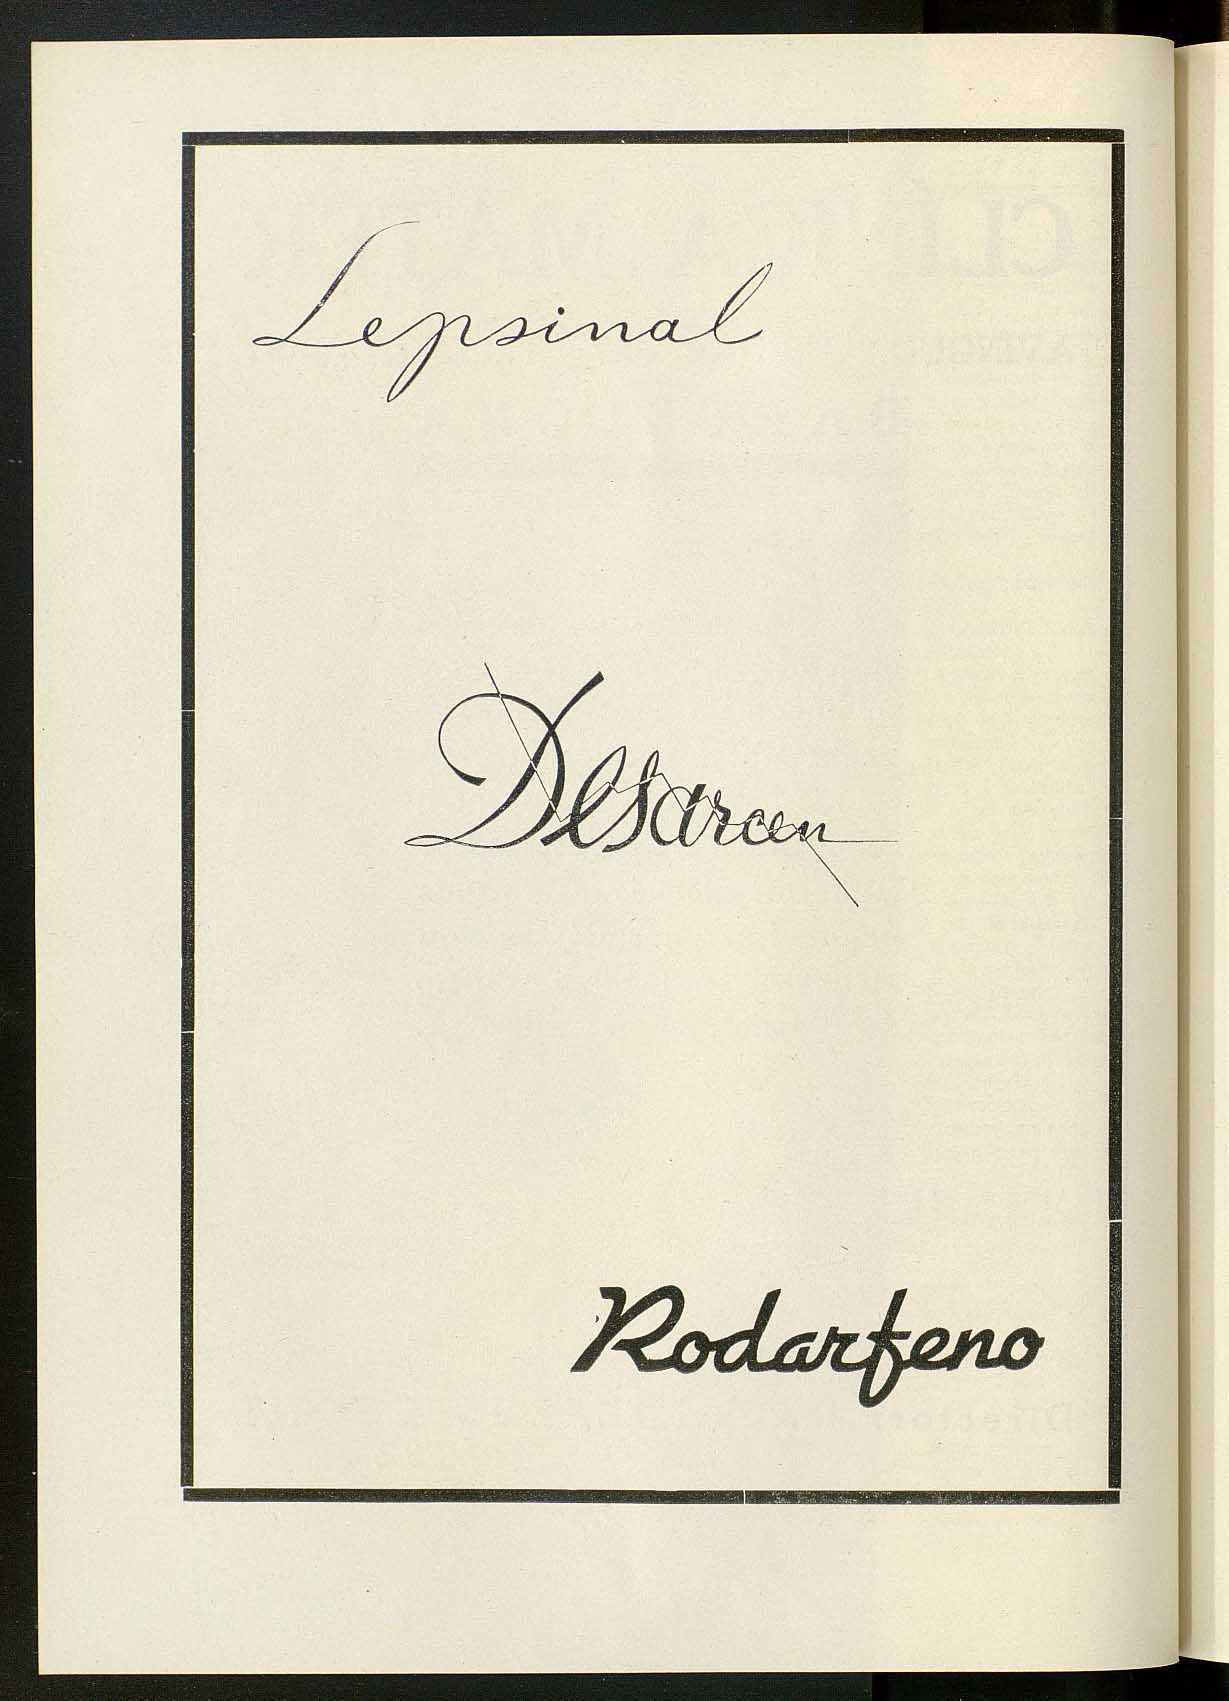 Lepsinal
Desarcen
Rodarfeno